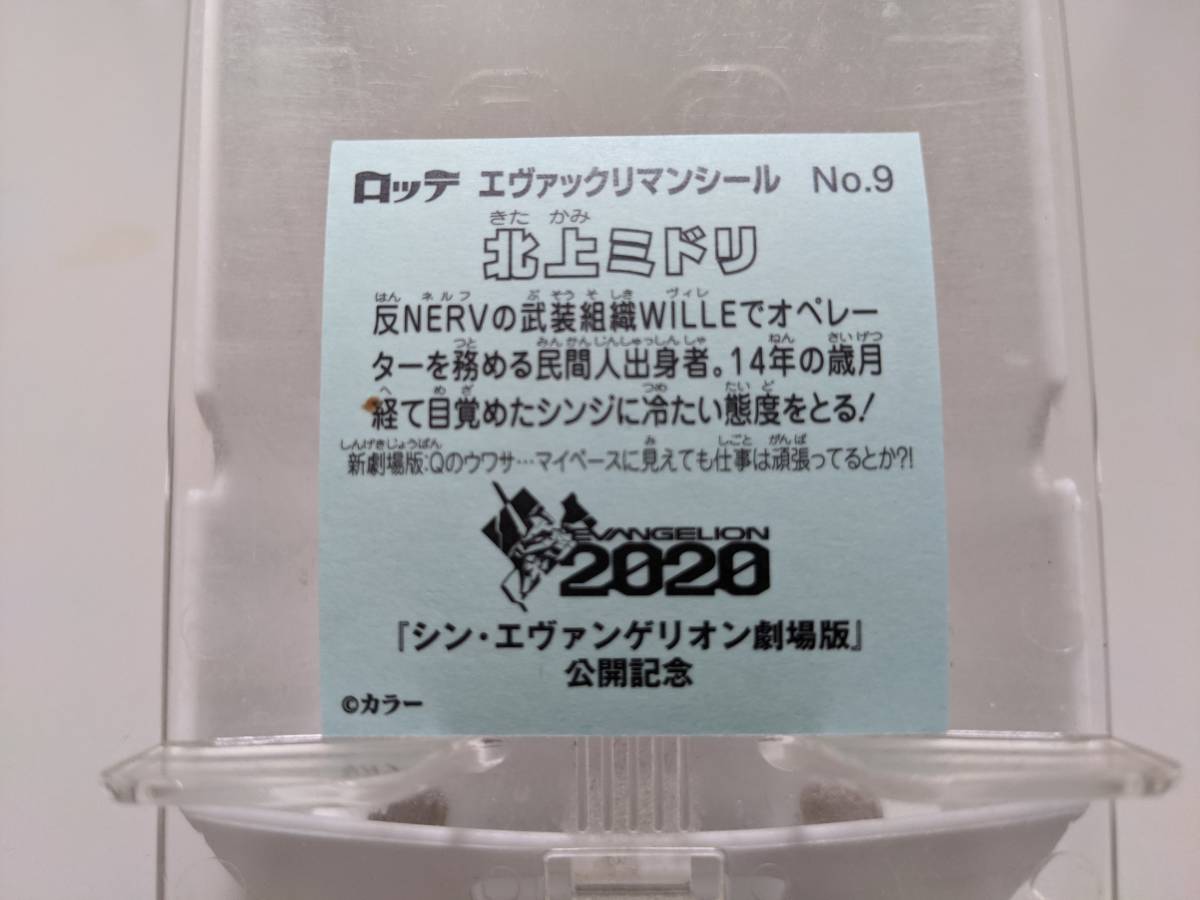 ロッテ エヴァックリマンシール No.9
きた かみ
北上ミドリ
はん ネルフ ぶ そう そ しき ヴィレ
反NERVの武装組織WILLEでオペレー
つと みん かん じん しゅっ しん しゃ ねん さい げつ
ターを務める民間人出身者。14年の歳月
へ め ざ つめ たい ど
経て目覚めたシンジに冷たい態度をとる!
しんげきじょうばん み しごと がんば
新劇場版:Qのウワサ…マイペースに見えても仕事は頑張ってるとか?!
EVANGELION
2020
『シン・エヴァンゲリオン劇場版』
公開記念
©カラー